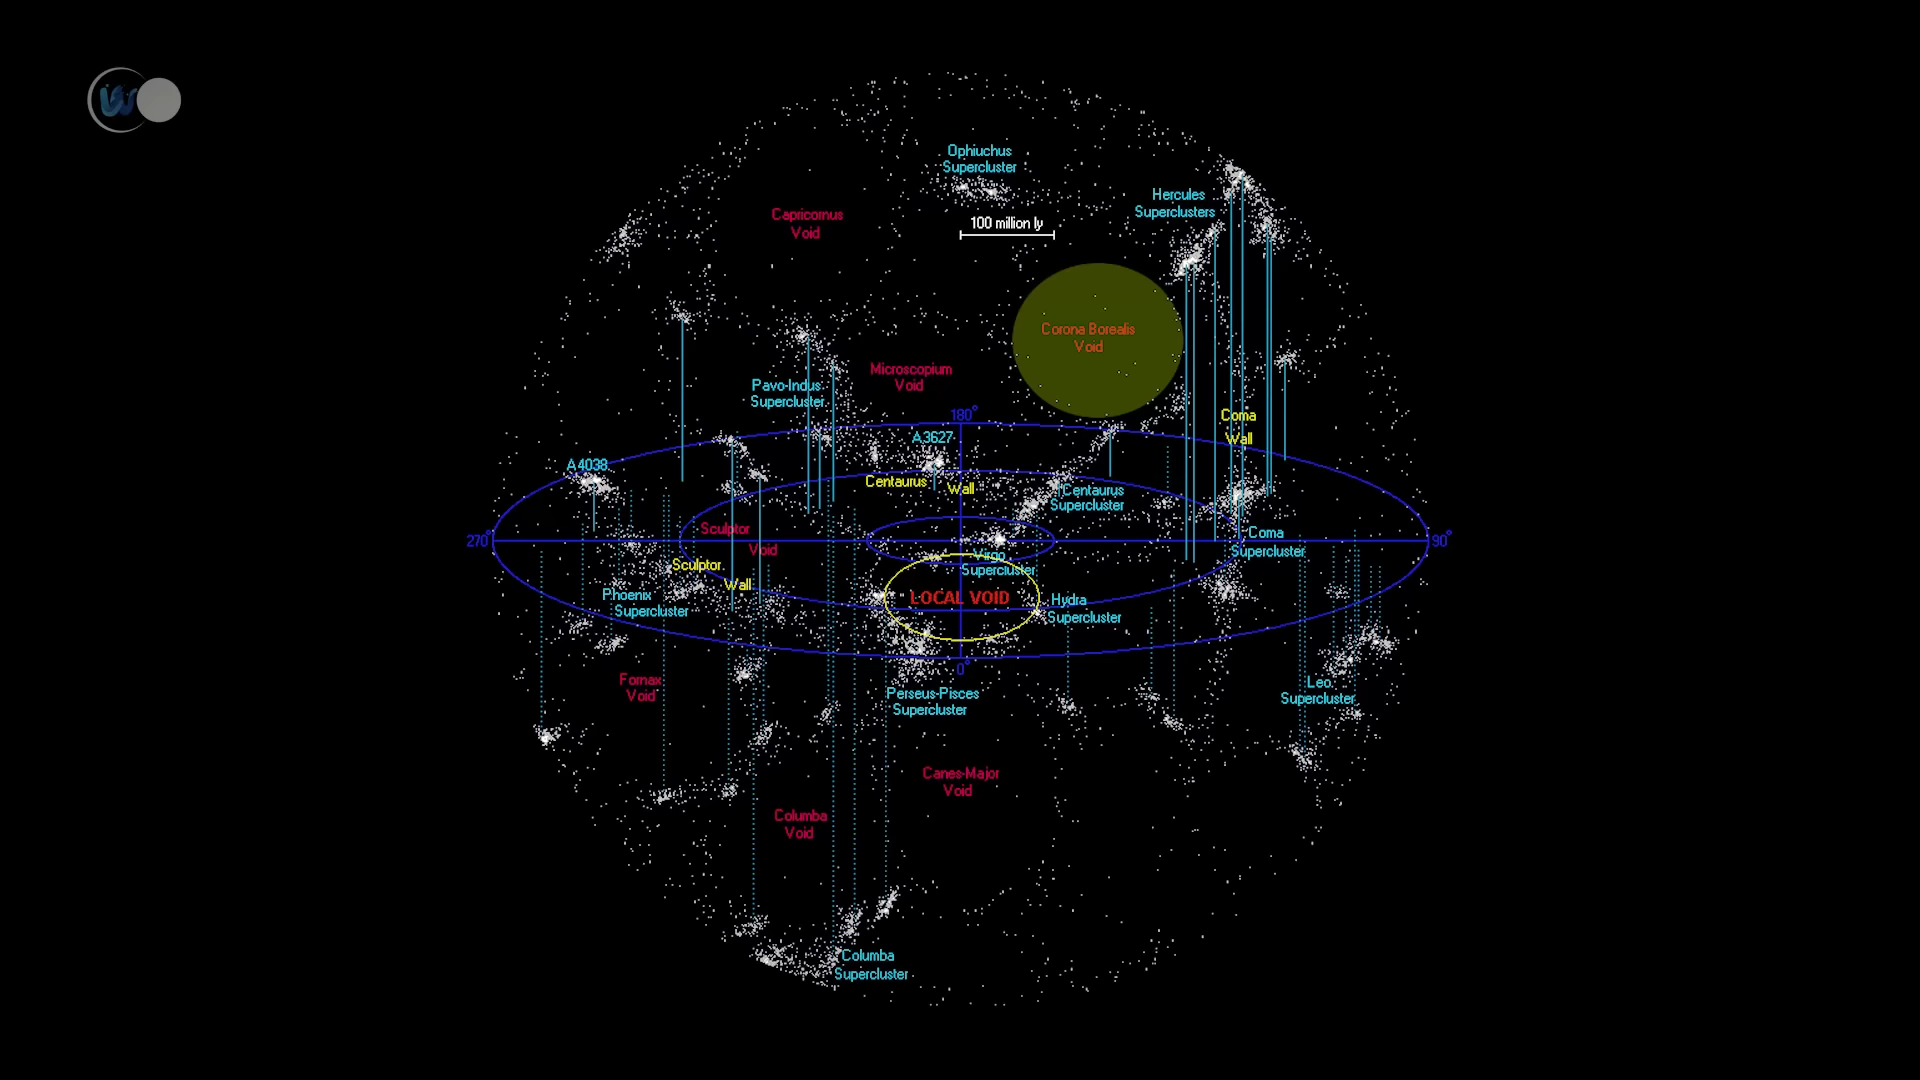 Ophiuchus
Supercluster
Hercules
Superclusters
Capricornus
Void
100 million ly
Corona Borealis
Void
Microscopium
Void
Pavo-Indus
Supercluster
180°
Coma
Wall
A3627
A4038
Centaurus
Wall
Centaurus
Supercluster
Sculptor
Void
270°
90°
Coma
Supercluster
Virgo
Supercluster
Sculptor
Wall
Phoenix
Supercluster
LOCAL VOID
Hydra
Supercluster
0°
Fornax
Void
Perseus-Pisces
Supercluster
Leo
Supercluster
Canes-Major
Void
Columba
Void
Columba
Supercluster